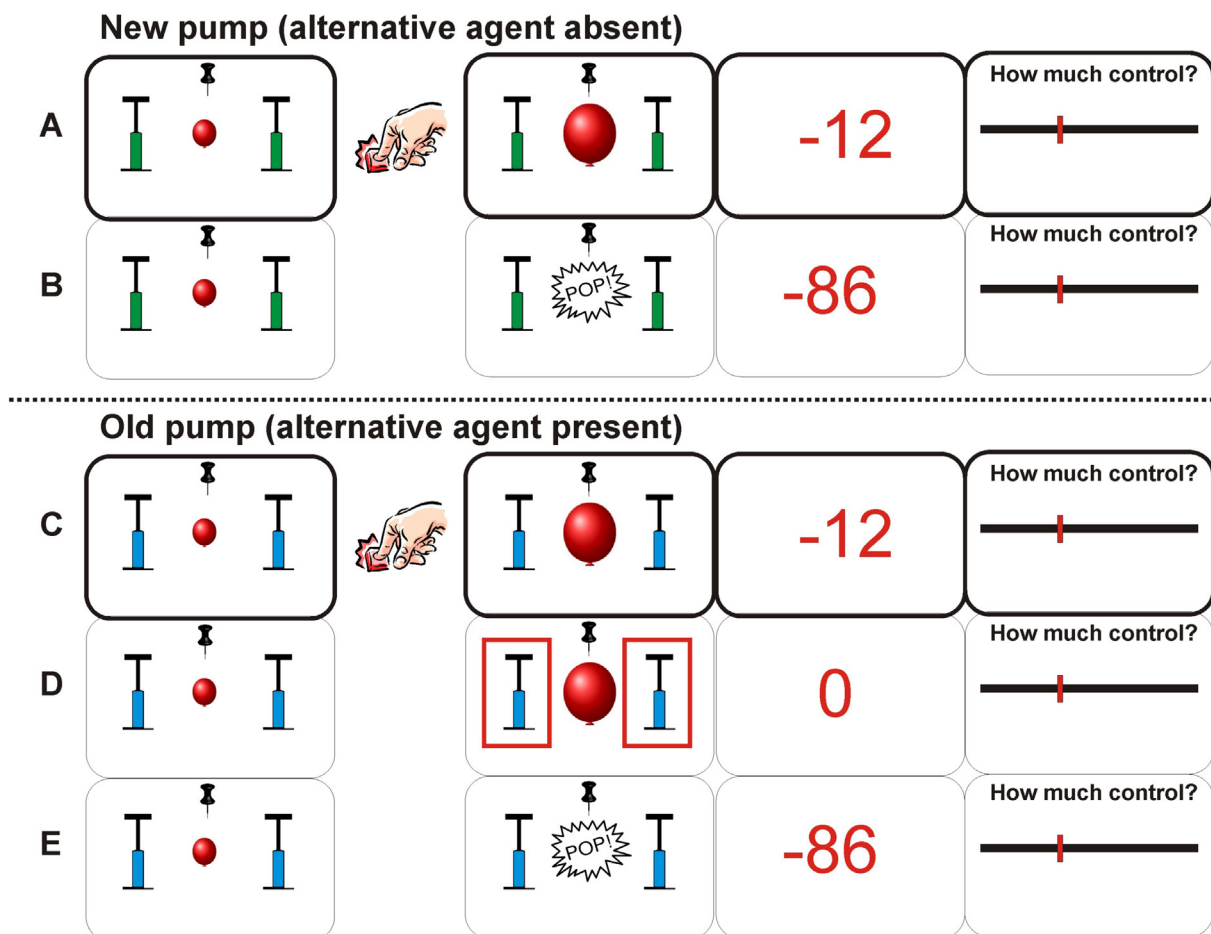 New pump (alternative agent absent)
A
-12
How much control?
B
POP!
-86
How much control?
Old pump (alternative agent present)
C
-12
How much control?
D
0
How much control?
E
POP!
-86
How much control?